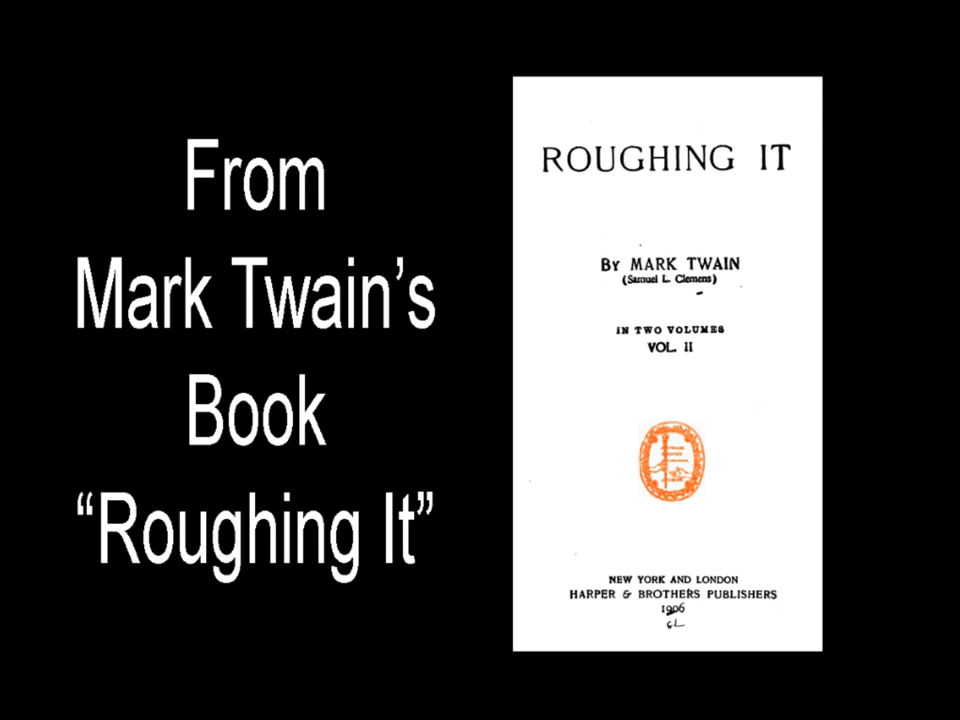 From
Mark Twain’s
Book
“Roughing It”
ROUGHING IT
By MARK TWAIN
(Samuel L. Clemens)
IN TWO VOLUMES
VOL. II
NEW YORK AND LONDON
HARPER & BROTHERS PUBLISHERS
1906